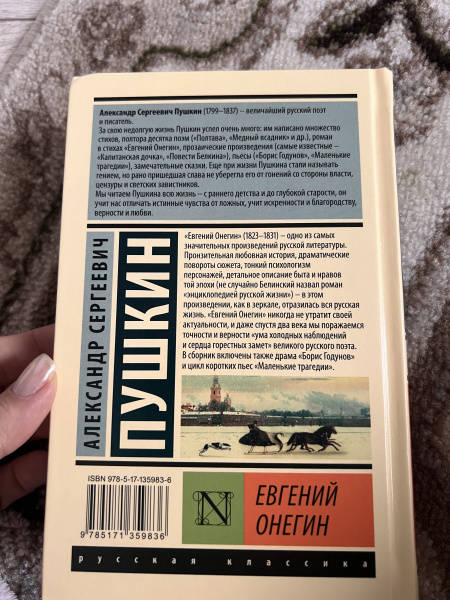 Александр Сергеевич Пушкин (1799–1837) – величайший русский поэт
и писатель.
За свою недолгую жизнь Пушкин успел очень много: им написано множество
стихов, полтора десятка поэм («Полтава», «Медный всадник» и др.), роман
в стихах «Евгений Онегин», прозаические произведения (самые известные –
«Капитанская дочка», «Повести Белкина»), пьесы («Борис Годунов», «Маленькие
трагедии»), замечательные сказки. Еще при жизни Пушкина стали называть
гением, но рано пришедшая слава не уберегла его от гонений со стороны власти,
цензуры и светских завистников.
Мы читаем Пушкина всю жизнь – с раннего детства и до глубокой старости, он
учит нас отличать истинные чувства от ложных, учит искренности и благородству,
верности и любви.
АЛЕКСАНДР СЕРГЕЕВИЧ
ПУШКИН
«Евгений Онегин» (1823–1831) – одно из самых
значительных произведений русской литературы.
Пронзительная любовная история, драматические
повороты сюжета, тонкий психологизм
персонажей, детальное описание быта и нравов
той эпохи (не случайно Белинский назвал роман
«энциклопедией русской жизни») – в этом
произведении, как в зеркале, отразилась вся русская
жизнь. «Евгений Онегин» никогда не утратит своей
актуальности, и даже спустя два века мы поражаемся
точности и верности «ума холодных наблюдений
и сердца горестных замет» великого русского поэта.
В сборник включены также драма «Борис Годунов»
и цикл коротких пьес «Маленькие трагедии».
ISBN 978-5-17-135983-6
9 785171 359836
N
ЕВГЕНИЙ
ОНЕГИН
русская классика